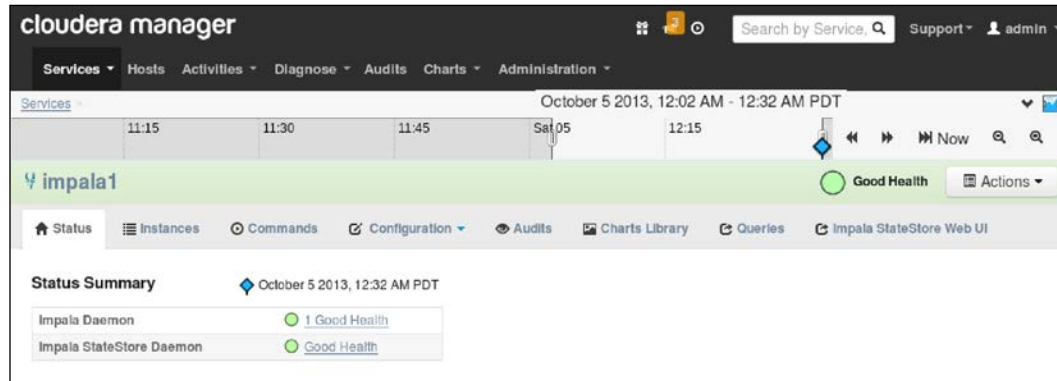 cloudera manager
3
Search by Service,
Support
admin
Services Hosts Activities Diagnose Audits Charts Administration
Services
October 5 2013, 12:02 AM - 12:32 AM PDT
11:15 11:30 11:45 Sat 05 12:15
Now
impala1
Good Health
Actions
Status Instances Commands Configuration Audits Charts Library Queries Impala StateStore Web UI
Status Summary October 5 2013, 12:32 AM PDT
Impala Daemon 1 Good Health
Impala StateStore Daemon Good Health